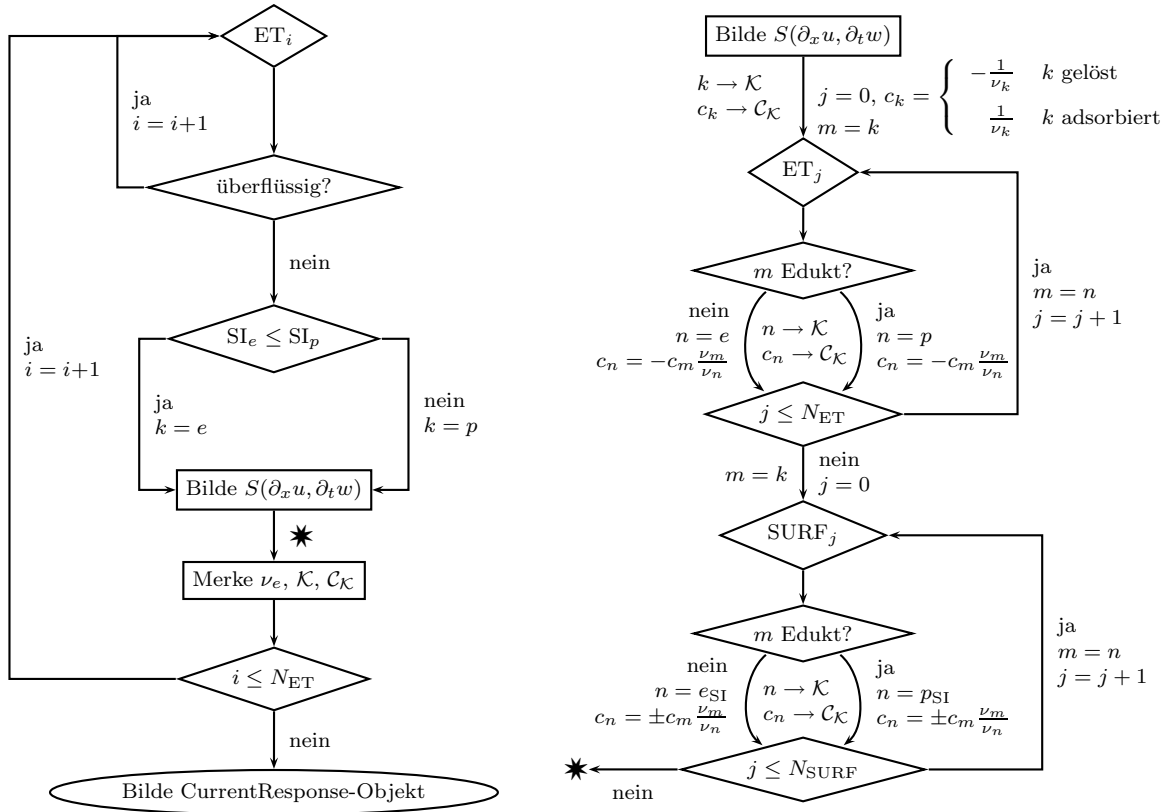 ET_i
ja
i = i+1
überflüssig?
nein
SI_e ≤ SI_p
ja
i = i+1
ja
k = e
nein
k = p
Bilde S(∂_x u, ∂_t w)
Merke ν_e, 𝒦, 𝒞_𝒦
i ≤ N_ET
nein
Bilde CurrentResponse-Objekt
Bilde S(∂_x u, ∂_t w)
k → 𝒦
c_k → 𝒞_𝒦
j = 0, c_k = { -1/ν_k k gelöst
1/ν_k k adsorbiert
m = k
ET_j
m Edukt?
nein
n = e
c_n = -c_m ν_m/ν_n
n → 𝒦
c_n → 𝒞_𝒦
ja
n = p
c_n = -c_m ν_m/ν_n
ja
m = n
j = j + 1
j ≤ N_ET
m = k
nein
j = 0
SURF_j
m Edukt?
nein
n = e_SI
c_n = ±c_m ν_m/ν_n
n → 𝒦
c_n → 𝒞_𝒦
ja
n = p_SI
c_n = ±c_m ν_m/ν_n
ja
m = n
j = j + 1
j ≤ N_SURF
nein